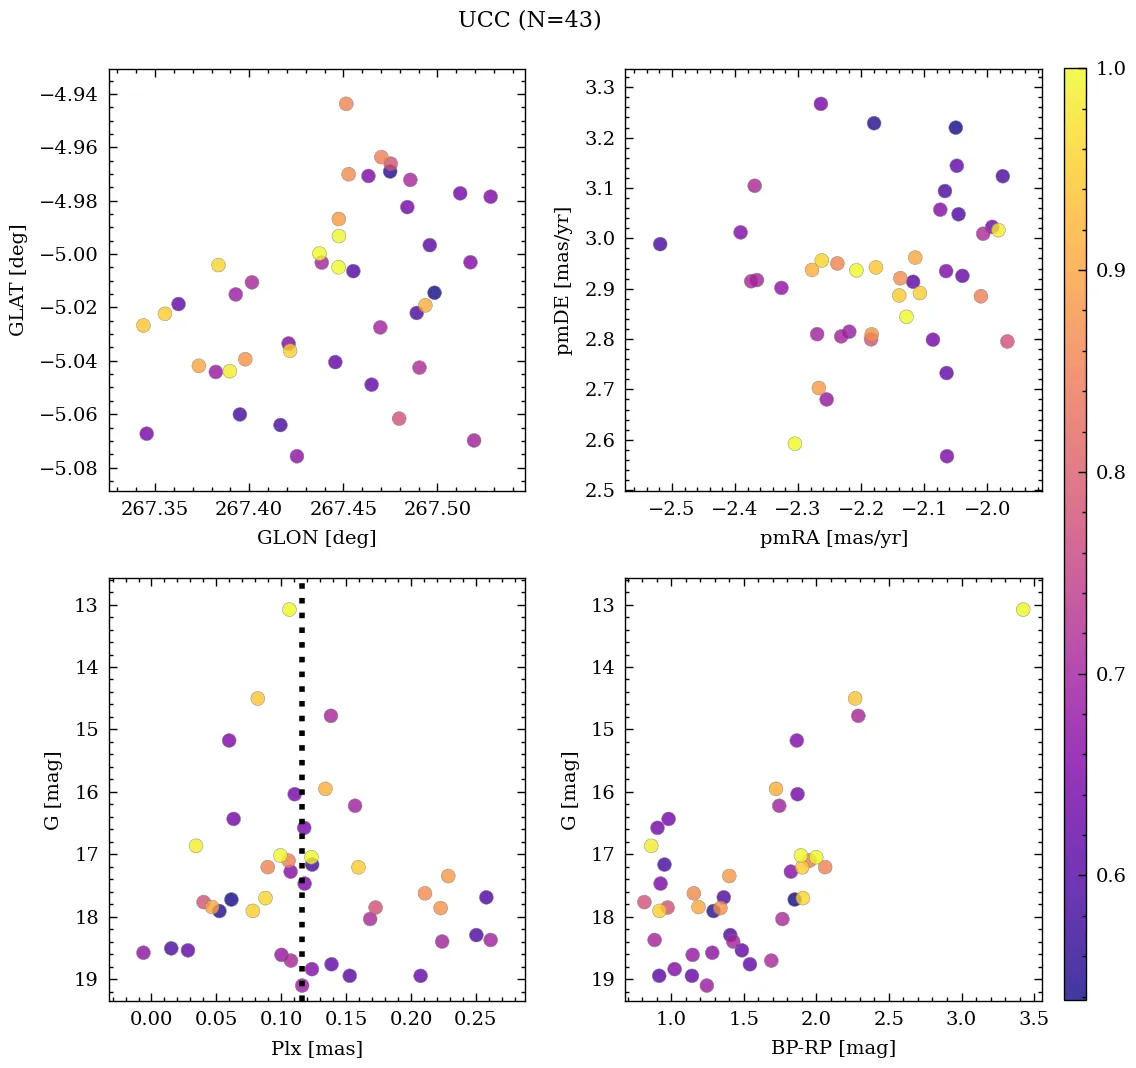 UCC (N=43)
−4.94
−4.96
−4.98
−5.00
−5.02
−5.04
−5.06
−5.08
GLAT [deg]
267.35 267.40 267.45 267.50
GLON [deg]
3.3
3.2
3.1
3.0
2.9
2.8
2.7
2.6
2.5
pmDE [mas/yr]
−2.5 −2.4 −2.3 −2.2 −2.1 −2.0
pmRA [mas/yr]
1.0
0.9
0.8
0.7
0.6
13
14
15
16
17
18
19
G [mag]
0.00 0.05 0.10 0.15 0.20 0.25
Plx [mas]
13
14
15
16
17
18
19
G [mag]
1.0 1.5 2.0 2.5 3.0 3.5
BP-RP [mag]